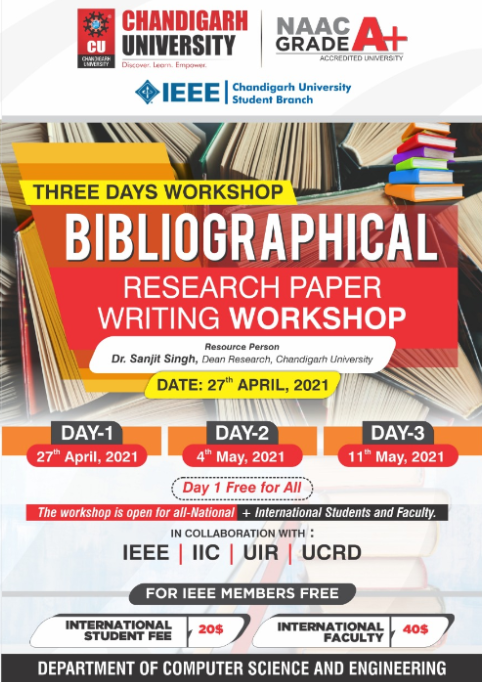 CU
CHANDIGARH
UNIVERSITY
CHANDIGARH
UNIVERSITY
Discover. Learn. Empower.
NAAC
GRADE A+
ACCREDITED UNIVERSITY
IEEE
Chandigarh University
Student Branch
THREE DAYS WORKSHOP
BIBLIOGRAPHICAL
RESEARCH PAPER
WRITING WORKSHOP
Resource Person
Dr. Sanjit Singh, Dean Research, Chandigarh University
DATE: 27th APRIL, 2021
DAY-1 DAY-2 DAY-3
27th April, 2021 4th May, 2021 11th May, 2021
Day 1 Free for All
The workshop is open for all-National + International Students and Faculty.
IN COLLABORATION WITH :
IEEE | IIC | UIR | UCRD
FOR IEEE MEMBERS FREE
INTERNATIONAL
STUDENT FEE 20$
INTERNATIONAL
FACULTY 40$
DEPARTMENT OF COMPUTER SCIENCE AND ENGINEERING